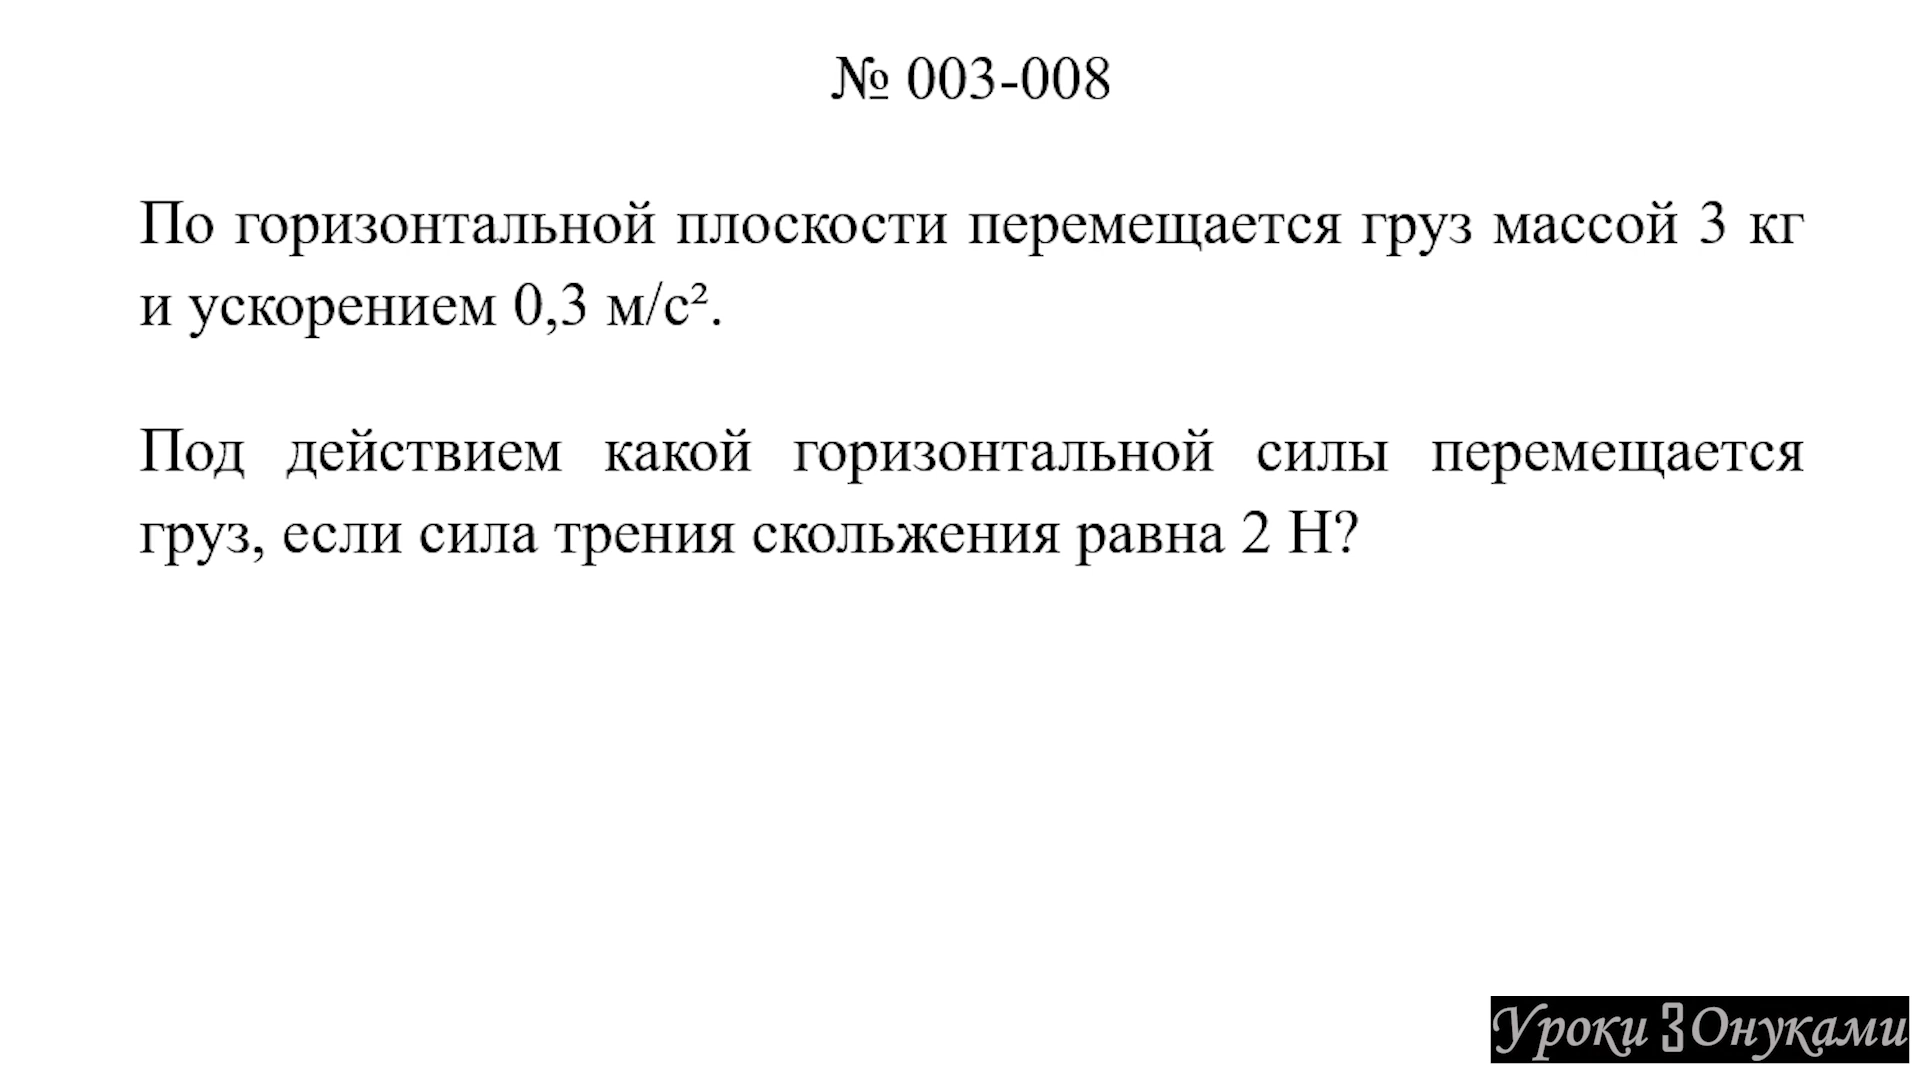 № 003-008
По горизонтальной плоскости перемещается груз массой 3 кг
и ускорением 0,3 м/с².
Под действием какой горизонтальной силы перемещается
груз, если сила трения скольжения равна 2 Н?
Уроки З Онуками